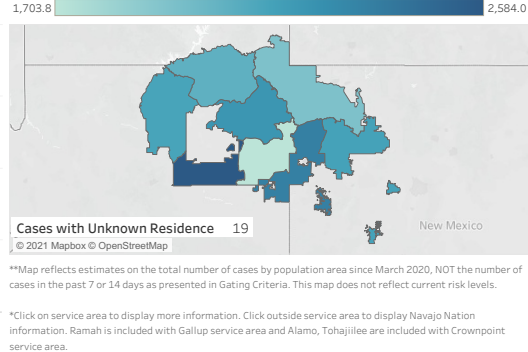 1,703.8 2,584.0
New Mexico
Cases with Unknown Residence 19
© 2021 Mapbox © OpenStreetMap
**Map reflects estimates on the total number of cases by population area since March 2020, NOT the number of
cases in the past 7 or 14 days as presented in Gating Criteria. This map does not reflect current risk levels.
*Click on service area to display more information. Click outside service area to display Navajo Nation
information. Ramah is included with Gallup service area and Alamo, Tohajiilee are included with Crownpoint
service area.